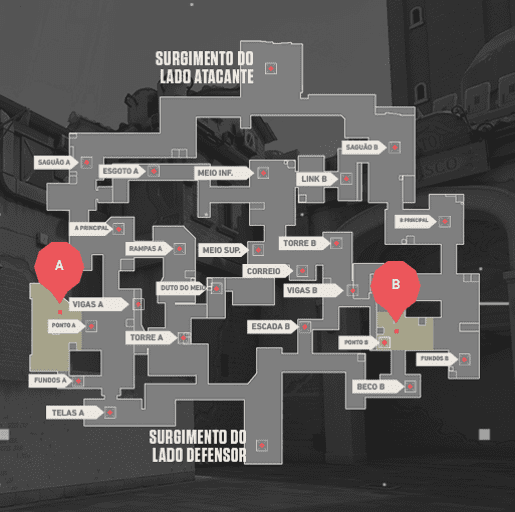 SURGIMENTO DO
LADO ATACANTE
SAGUÃO B
SAGUÃO A
ESGOTO A
MEIO INF.
LINK B
B PRINCIPAL
A PRINCIPAL
RAMPAS A
MEIO SUP.
TORRE B
CORREIO
A
B
DUTO DO MEIO
VIGAS B
VIGAS A
PONTO A
ESCADA B
TORRE A
PONTO B
FUNDOS B
FUNDOS A
BECO B
TELAS A
SURGIMENTO DO
LADO DEFENSOR